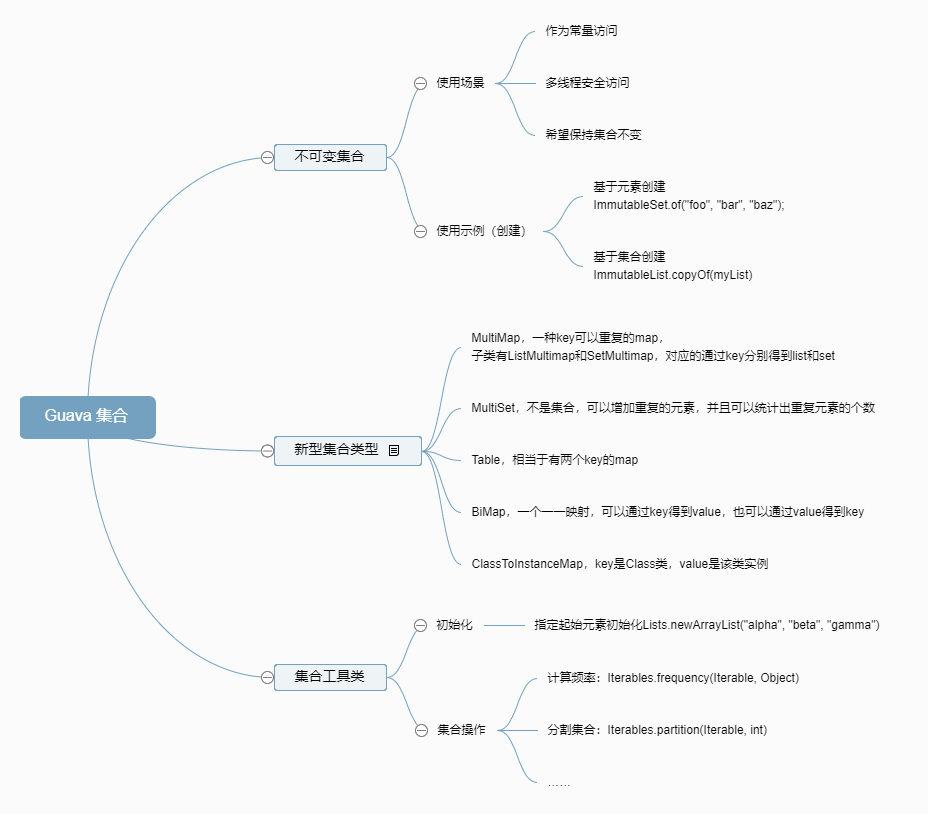 Guava 集合
不可变集合
使用场景
作为常量访问
多线程安全访问
希望保持集合不变
使用示例（创建）
基于元素创建
ImmutableSet.of("foo", "bar", "baz");
基于集合创建
ImmutableList.copyOf(myList)
新型集合类型
MultiMap，一种key可以重复的map，
子类有ListMultimap和SetMultimap，对应的通过key分别得到list和set
MultiSet，不是集合，可以增加重复的元素，并且可以统计出重复元素的个数
Table，相当于有两个key的map
BiMap，一个一一映射，可以通过key得到value，也可以通过value得到key
ClassToInstanceMap，key是Class类，value是该类实例
集合工具类
初始化
指定起始元素初始化Lists.newArrayList("alpha", "beta", "gamma")
集合操作
计算频率：Iterables.frequency(Iterable, Object)
分割集合：Iterables.partition(Iterable, int)
……